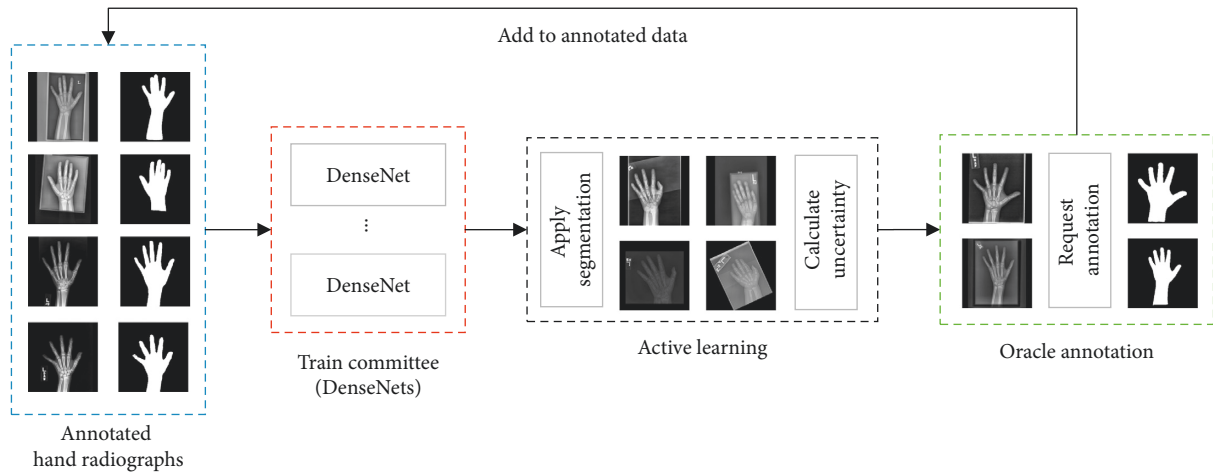 Add to annotated data
DenseNet
...
DenseNet
Train committee
(DenseNets)
Apply
segmentation
Calculate
uncertainty
Active learning
Request
annotation
Oracle annotation
Annotated
hand radiographs